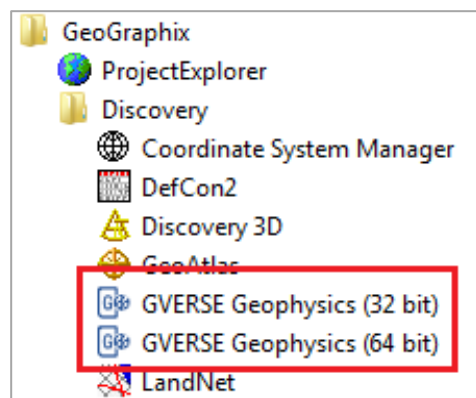 GeoGraphix
ProjectExplorer
Discovery
Coordinate System Manager
DefCon2
Discovery 3D
GeoAtlas
GVERSE Geophysics (32 bit)
GVERSE Geophysics (64 bit)
LandNet